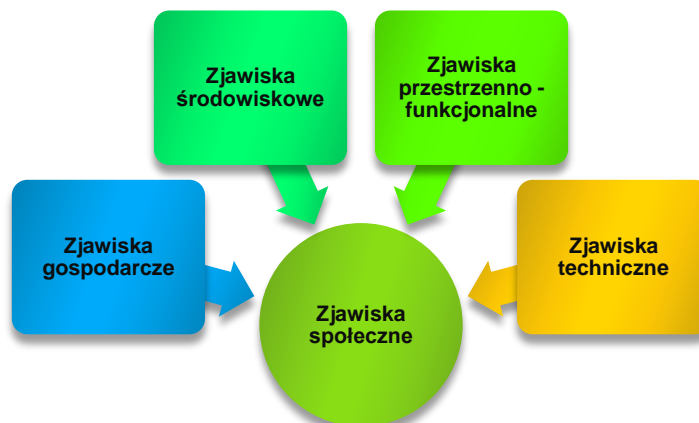 Zjawiska
środowiskowe
Zjawiska
przestrzenno -
funkcjonalne
Zjawiska
gospodarcze
Zjawiska
techniczne
Zjawiska
społeczne